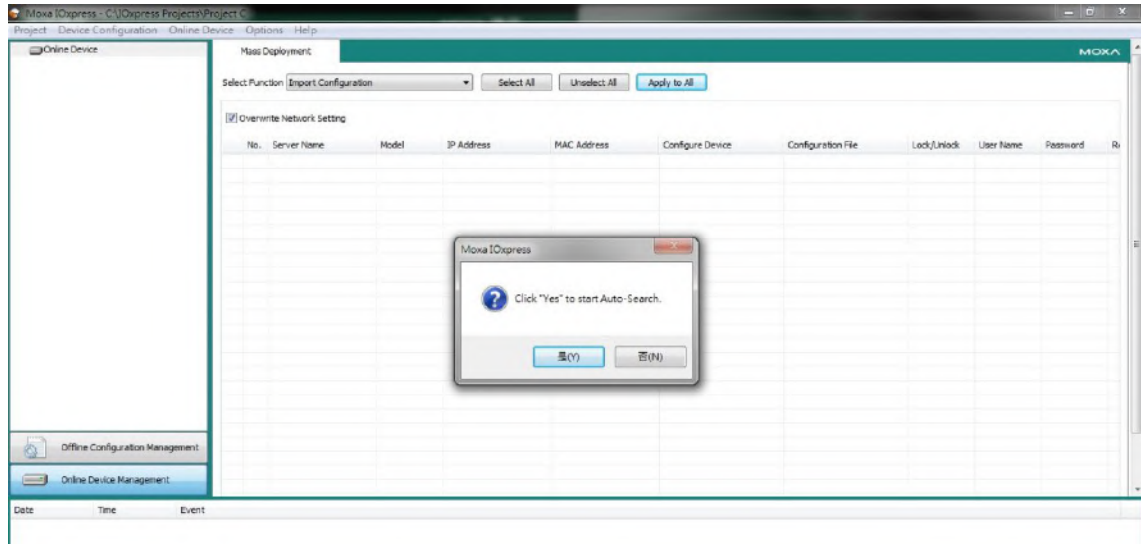 Moxa IOxpress - C:\IOxpress Projects\Project C
Project Device Configuration Online Device Options Help
Online Device
Mass Deployment
MOXA
Select Function Import Configuration Select All Unselect All Apply to All
Overwrite Network Setting
No. Server Name Model IP Address MAC Address Configure Device Configuration File Lock/Unlock User Name Password
Moxa IOxpress
Click "Yes" to start Auto-Search.
是(Y) 否(N)
Offline Configuration Management
Online Device Management
Date Time Event